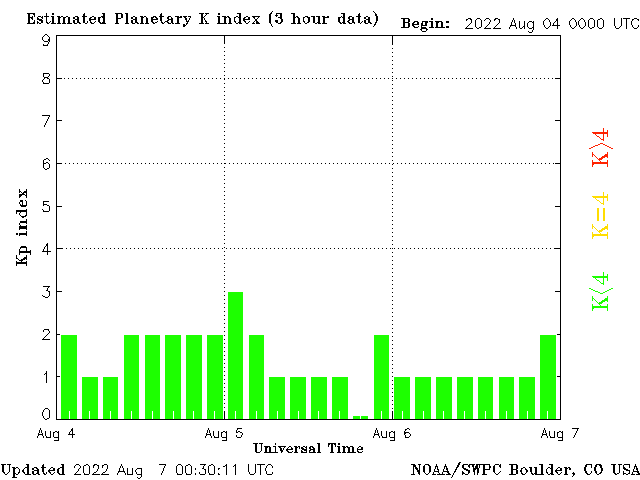 Estimated Planetary K index (3 hour data) Begin: 2022 Aug 04 0000 UTC
9
8
7
6
5
4
3
2
1
0
Kp index
K>4
K=4
K<4
Aug 4 Aug 5 Aug 6 Aug 7
Universal Time
Updated 2022 Aug 7 00:30:11 UTC NOAA/SWPC Boulder, CO USA